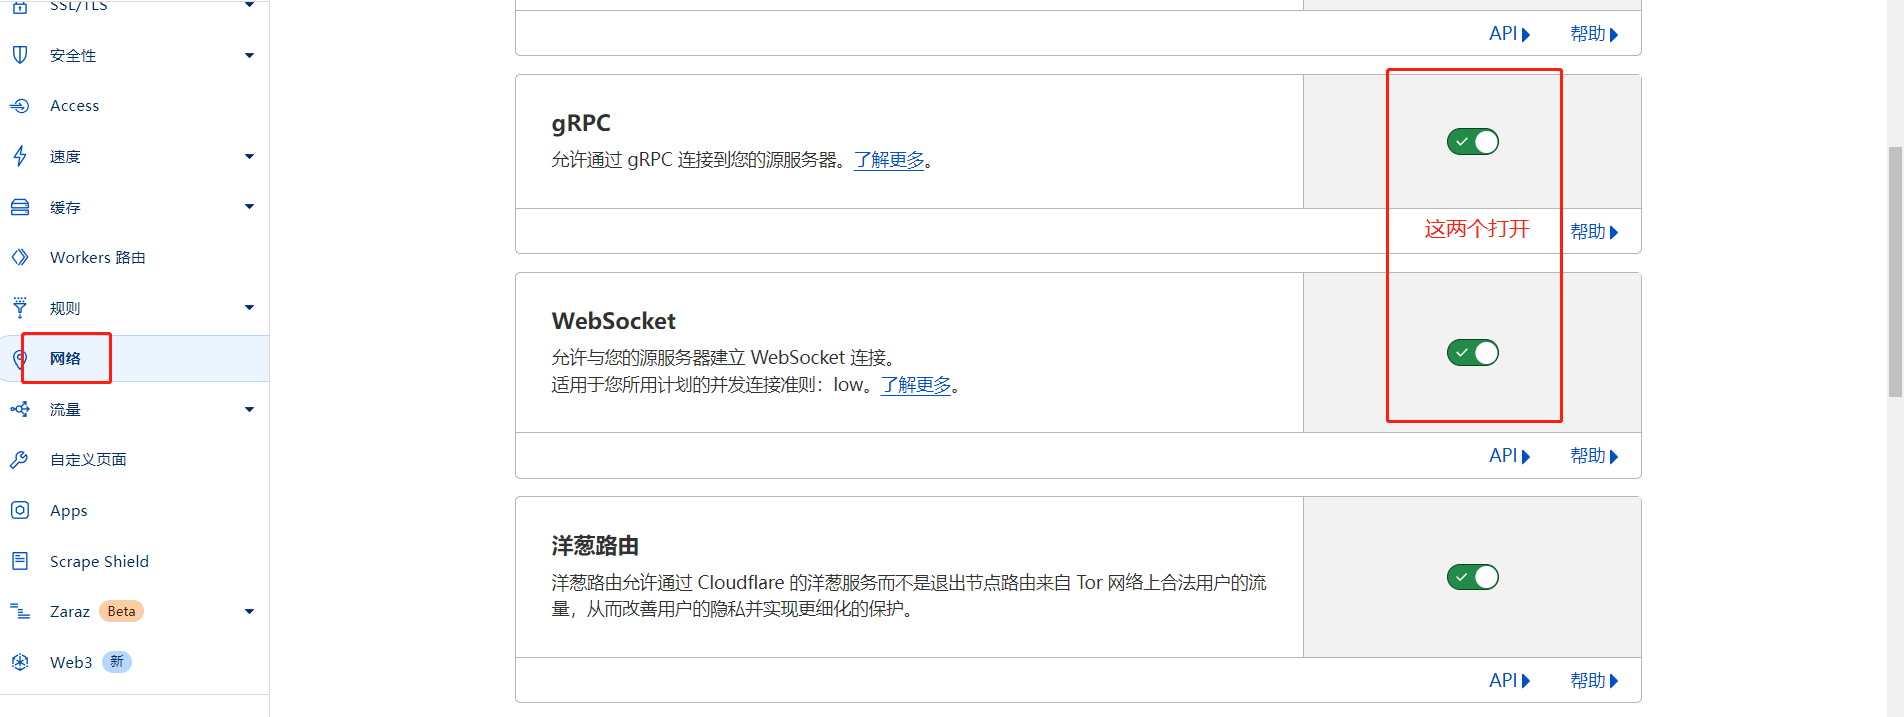 SSL/TLS
安全性
Access
速度
缓存
Workers 路由
规则
网络
流量
自定义页面
Apps
Scrape Shield
Zaraz Beta
Web3 新
API 帮助
gRPC
允许通过 gRPC 连接到您的源服务器。了解更多。
这两个打开
帮助
WebSocket
允许与您的源服务器建立 WebSocket 连接。
适用于您所用计划的并发连接准则：low。了解更多。
API 帮助
洋葱路由
洋葱路由允许通过 Cloudflare 的洋葱服务而不是退出节点路由来自 Tor 网络上合法用户的流
量，从而改善用户的隐私并实现更细化的保护。
API 帮助